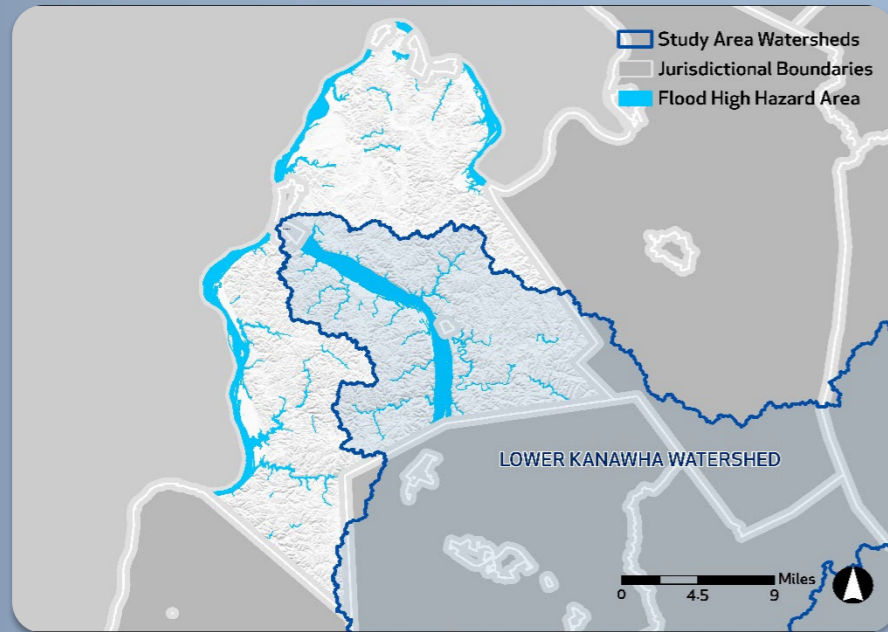 Study Area Watersheds
Jurisdictional Boundaries
Flood High Hazard Area
LOWER KANAWHA WATERSHED
Miles
0 4.5 9